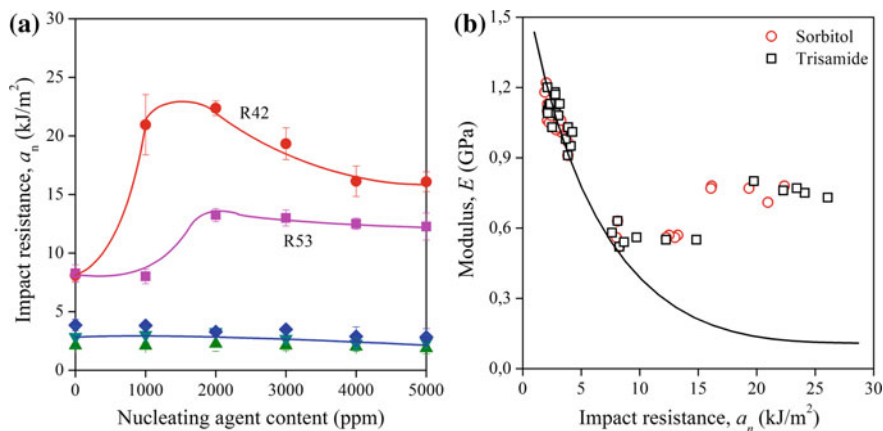 (a)
Impact resistance, aₙ (kJ/m²)
30
25
20
15
10
5
0
R42
R53
0 1000 2000 3000 4000 5000
Nucleating agent content (ppm)
(b)
Modulus, E (GPa)
1,5
1,2
0,9
0,6
0,3
0,0
Sorbitol
Trisamide
0 5 10 15 20 25 30
Impact resistance, aₙ (kJ/m²)